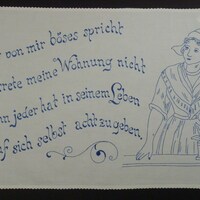 von mir böses spricht
trete meine Wohnung nicht
jeder hat in seinem Leben
sich selbst achtzugeben.